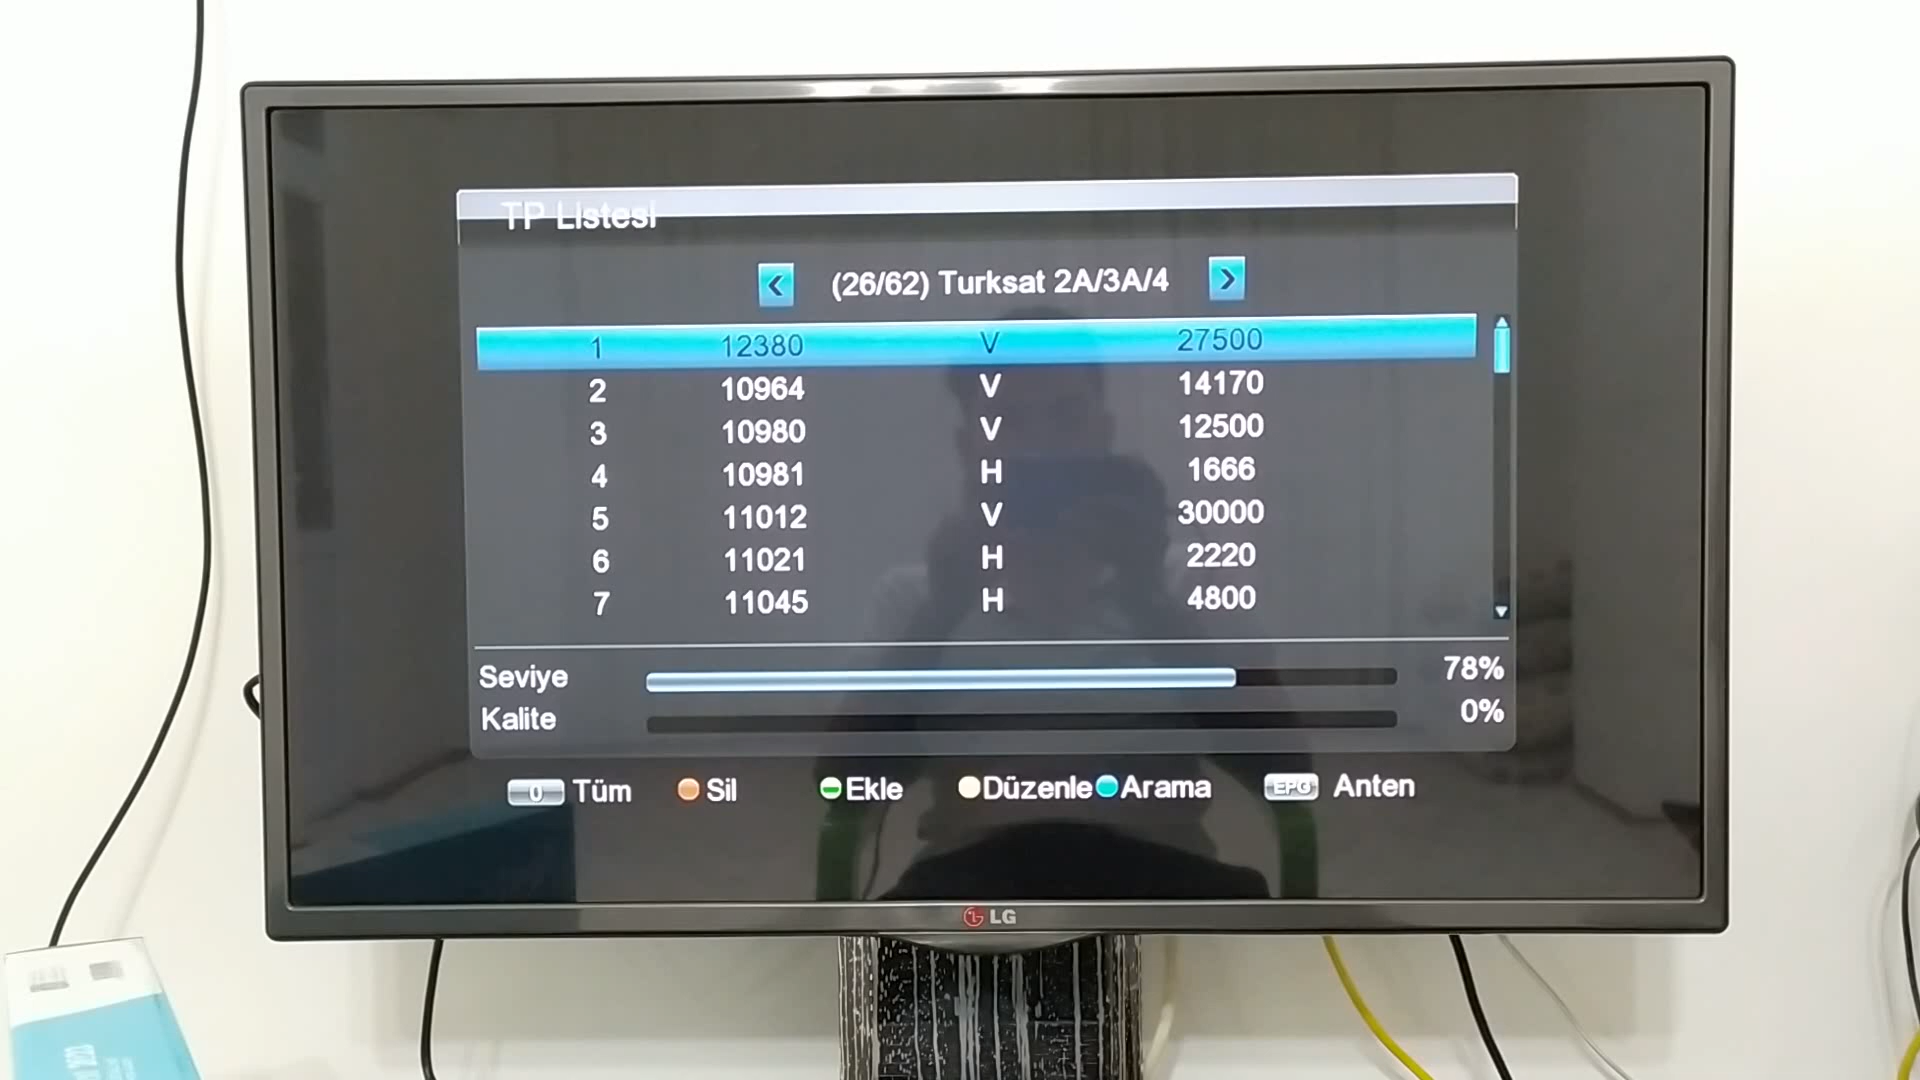 TP Listesi
(26/62) Turksat 2A/3A/4
1 12380 V 27500
2 10964 V 14170
3 10980 V 12500
4 10981 H 1666
5 11012 V 30000
6 11021 H 2220
7 11045 H 4800
Seviye 78%
Kalite 0%
0 Tüm Sil Ekle Düzenle Arama EPG Anten
LG